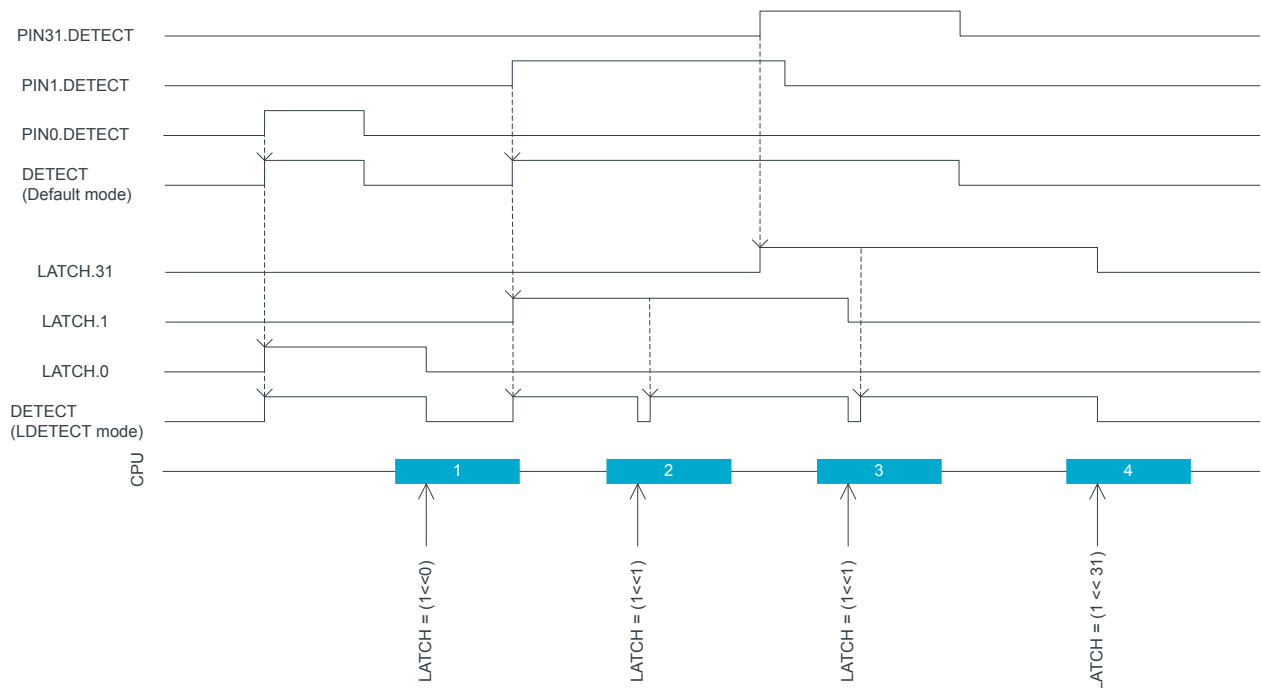 PIN31.DETECT
PIN1.DETECT
PIN0.DETECT
DETECT
(Default mode)
LATCH.31
LATCH.1
LATCH.0
DETECT
(LDETECT mode)
CPU
1
2
3
4
LATCH = (1<<0)
LATCH = (1<<1)
LATCH = (1<<1)
LATCH = (1 << 31)